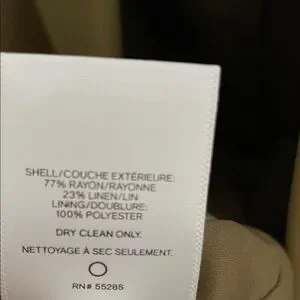 SHELL/COUCHE EXTÉRIEURE:
77% RAYON/RAYONNE
23% LINEN/LIN
LINING/DOUBLURE:
100% POLYESTER
DRY CLEAN ONLY.
NETTOYAGE À SEC SEULEMENT.
RN# 55285